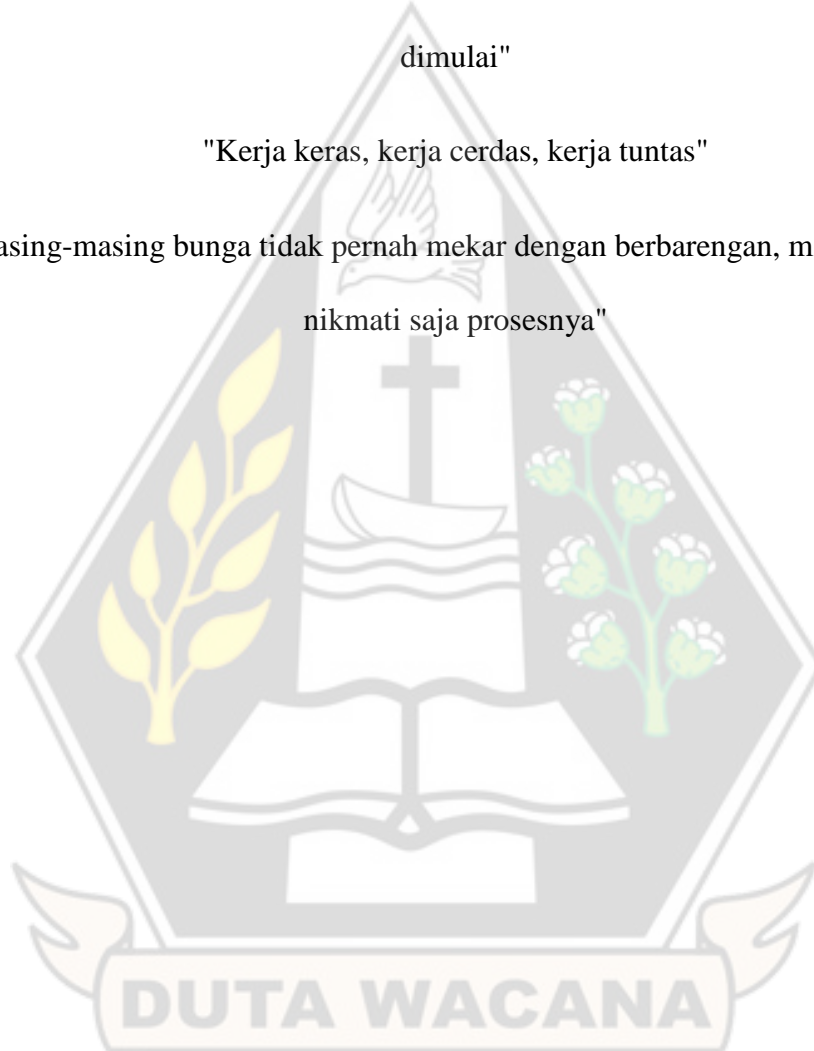 dimulai"
"Kerja keras, kerja cerdas, kerja tuntas"
asing-masing bunga tidak pernah mekar dengan berbarengan, m
nikmati saja prosesnya"
DUTA WACANA